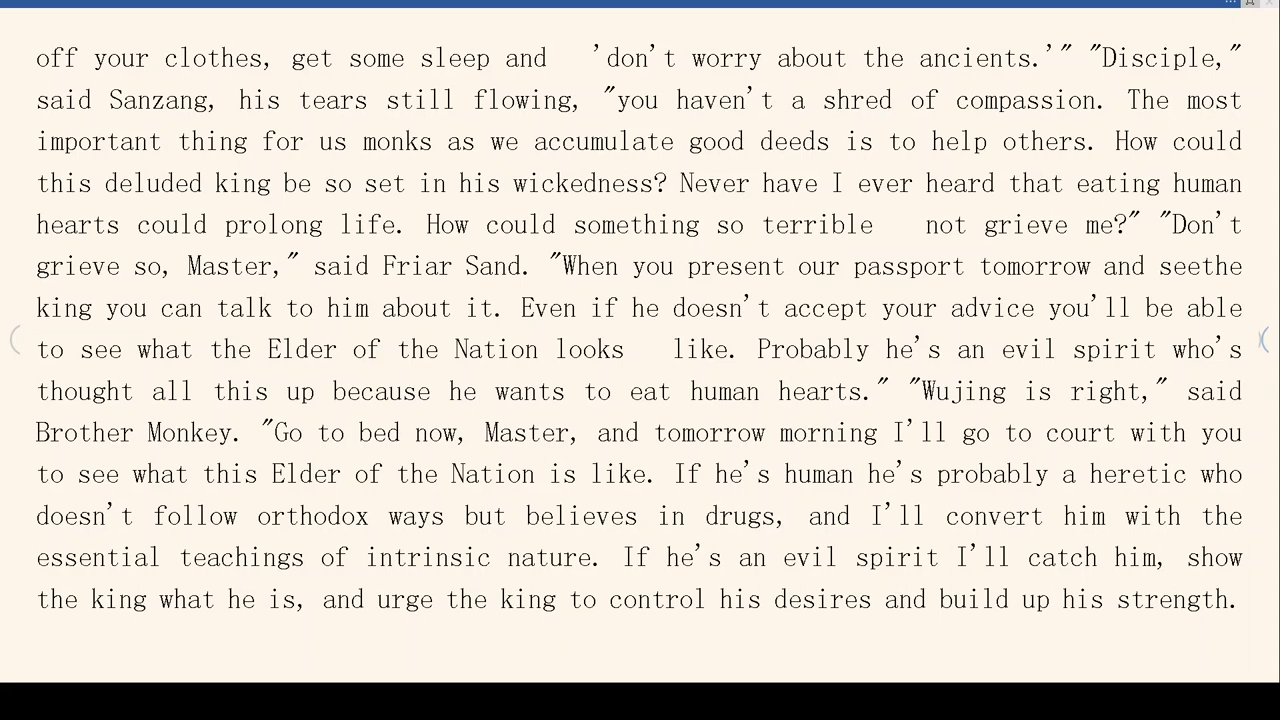 off your clothes, get some sleep and 'don't worry about the ancients.'" "Disciple,"
said Sanzang, his tears still flowing, "you haven't a shred of compassion. The most
important thing for us monks as we accumulate good deeds is to help others. How could
this deluded king be so set in his wickedness? Never have I ever heard that eating human
hearts could prolong life. How could something so terrible not grieve me?" "Don't
grieve so, Master," said Friar Sand. "When you present our passport tomorrow and seethe
king you can talk to him about it. Even if he doesn't accept your advice you'll be able
to see what the Elder of the Nation looks like. Probably he's an evil spirit who's
thought all this up because he wants to eat human hearts." "Wujing is right," said
Brother Monkey. "Go to bed now, Master, and tomorrow morning I'll go to court with you
to see what this Elder of the Nation is like. If he's human he's probably a heretic who
doesn't follow orthodox ways but believes in drugs, and I'll convert him with the
essential teachings of intrinsic nature. If he's an evil spirit I'll catch him, show
the king what he is, and urge the king to control his desires and build up his strength.